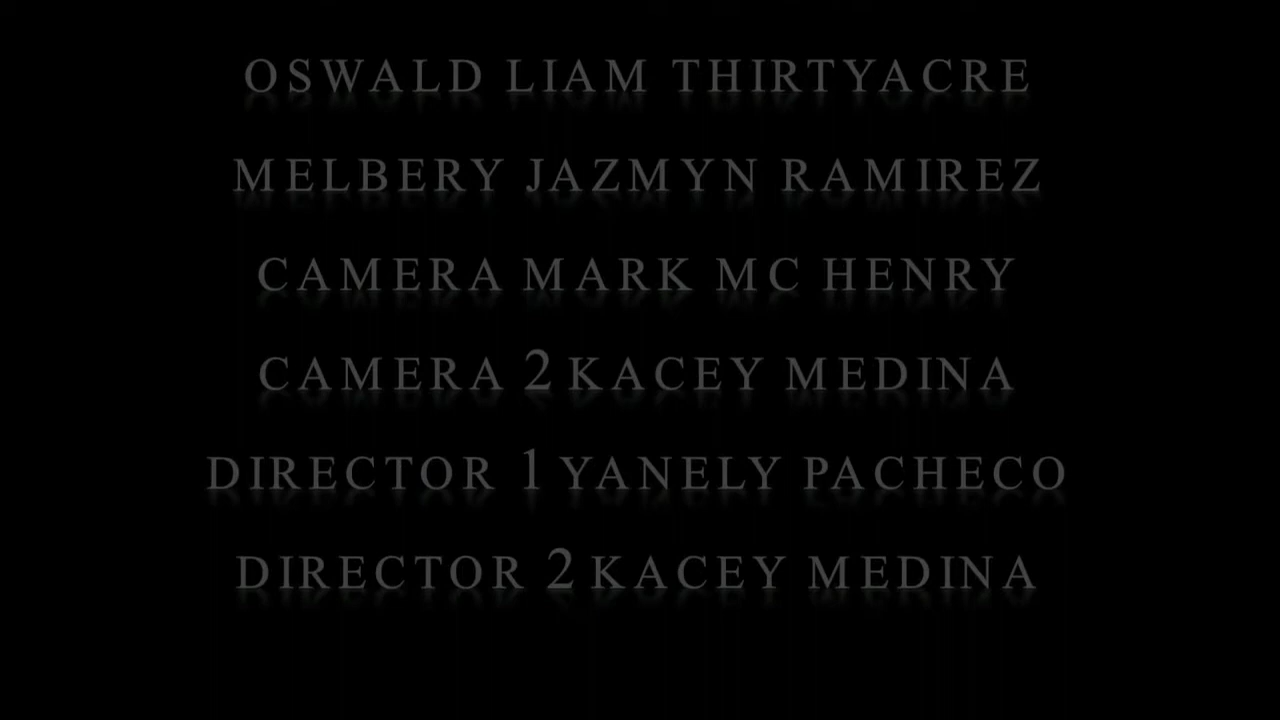 OSWALD LIAM THIRTYACRE
MELBERY JAZMYN RAMIREZ
CAMERA MARK MC HENRY
CAMERA 2 KACEY MEDINA
DIRECTOR 1 YANELY PACHECO
DIRECTOR 2 KACEY MEDINA